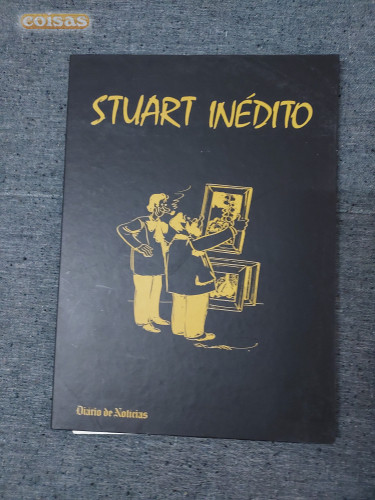 coisas
STUART INÉDITO
Diario de Noticias